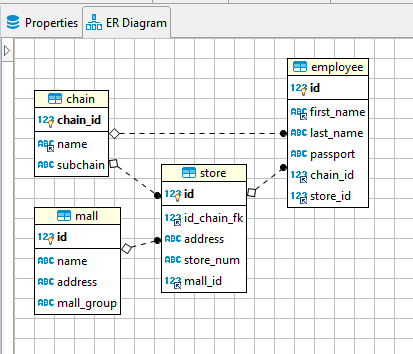 Properties
ER Diagram
employee
123 id
123 first_name
ABC last_name
ABC passport
123 chain_id
123 store_id
chain
123 chain_id
123 name
ABC subchain
store
123 id
123 id_chain_fk
ABC address
ABC store_num
123 mall_id
mall
123 id
ABC name
ABC address
ABC mall_group